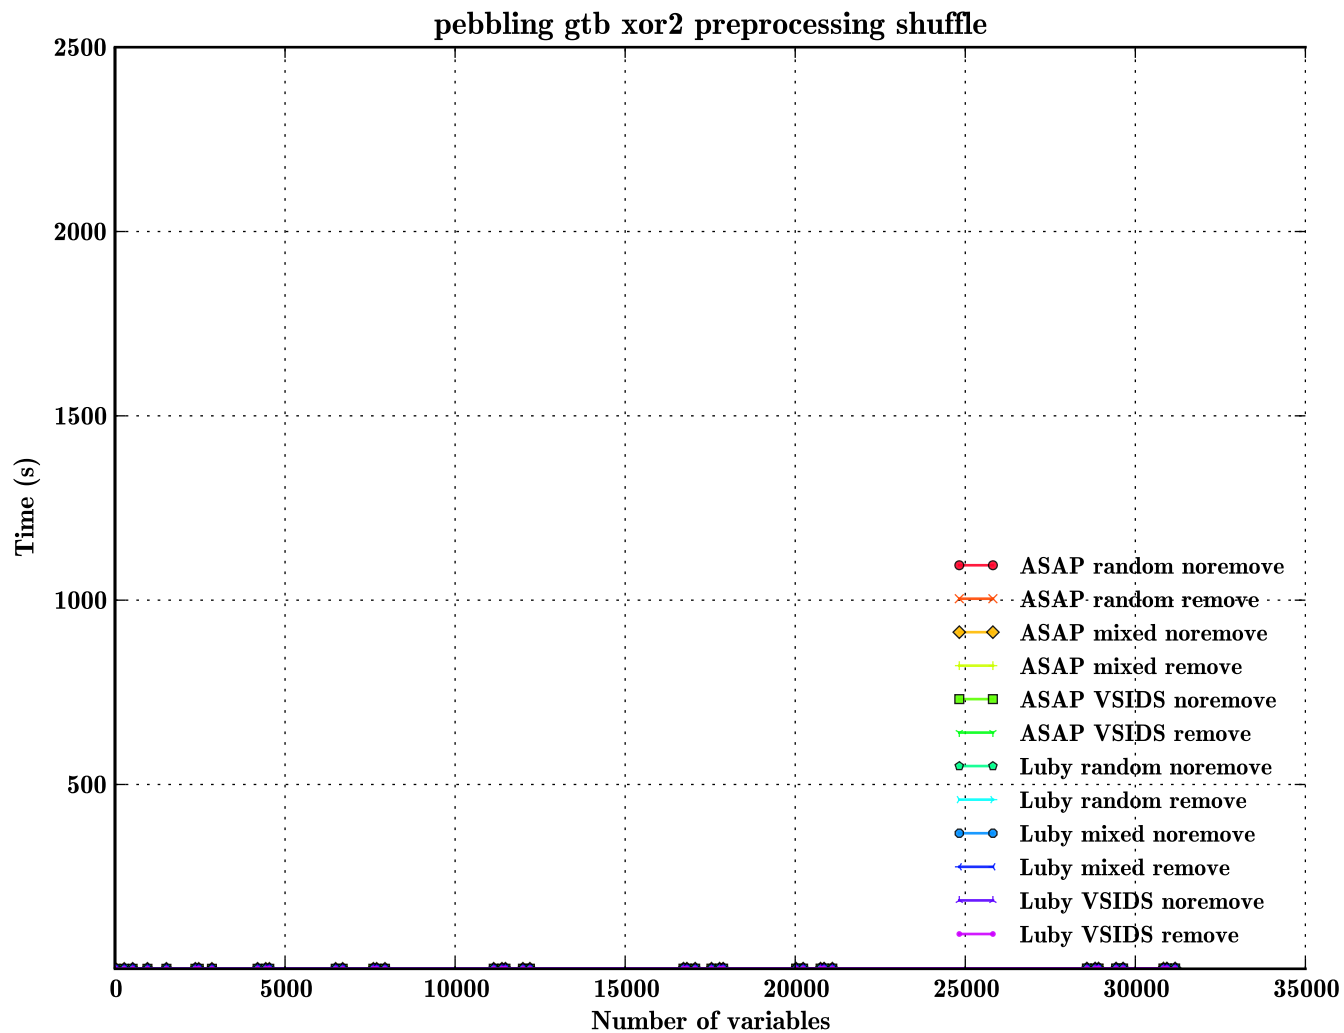 pebbling gtb xor2 preprocessing shuffle
2500
2000
1500
1000
500
Time (s)
ASAP random noremove
ASAP random remove
ASAP mixed noremove
ASAP mixed remove
ASAP VSIDS noremove
ASAP VSIDS remove
Luby random noremove
Luby random remove
Luby mixed noremove
Luby mixed remove
Luby VSIDS noremove
Luby VSIDS remove
0 5000 10000 15000 20000 25000 30000 35000
Number of variables